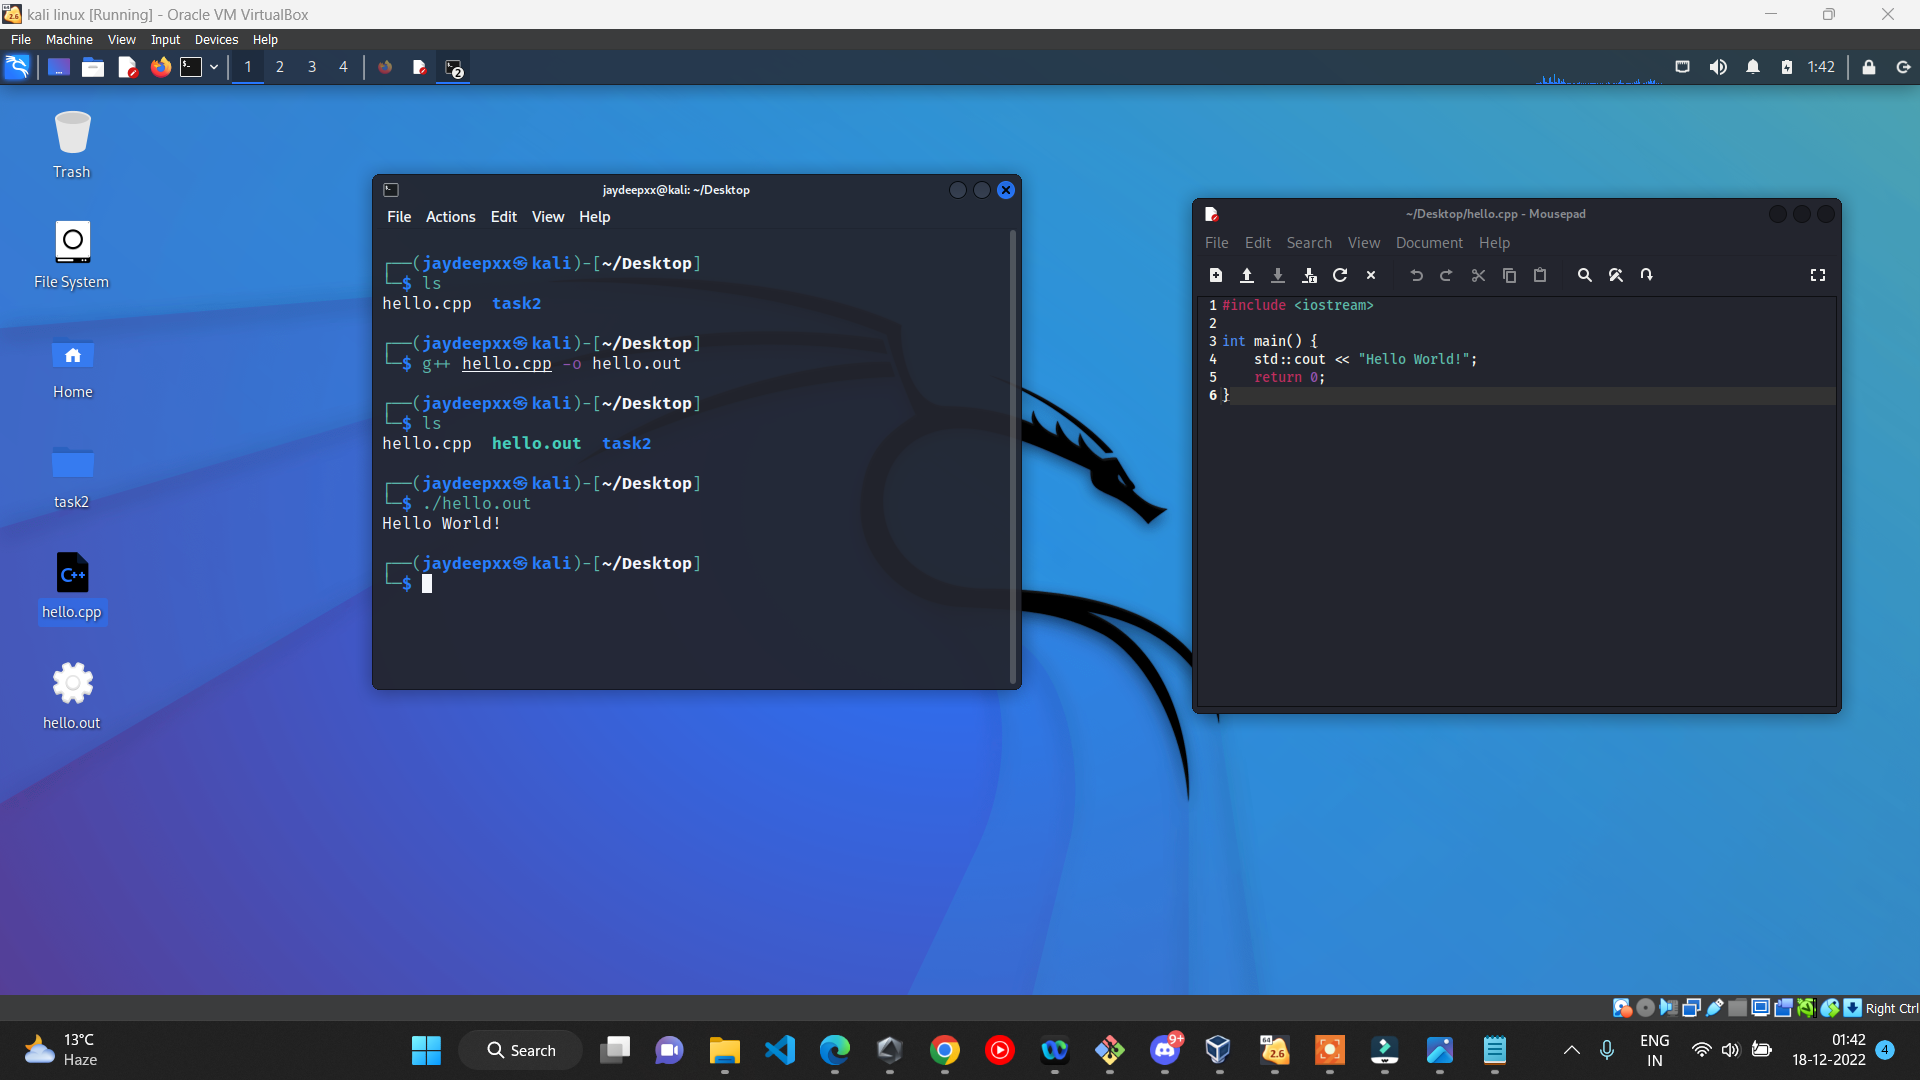 kali linux [Running] - Oracle VM VirtualBox
File Machine View Input Devices Help
1 2 3 4
2
1:42
Trash
File System
Home
task2
C++
hello.cpp
hello.out
jaydeepxx@kali: ~/Desktop
File Actions Edit View Help
┌──(jaydeepxx㉿kali)-[~/Desktop]
└─$ ls
hello.cpp task2
┌──(jaydeepxx㉿kali)-[~/Desktop]
└─$ g++ hello.cpp -o hello.out
┌──(jaydeepxx㉿kali)-[~/Desktop]
└─$ ls
hello.cpp hello.out task2
┌──(jaydeepxx㉿kali)-[~/Desktop]
└─$ ./hello.out
Hello World!
┌──(jaydeepxx㉿kali)-[~/Desktop]
└─$
~/Desktop/hello.cpp - Mousepad
File Edit Search View Document Help
1 #include <iostream>
2
3 int main() {
4 std::cout << "Hello World!";
5 return 0;
6 }
Right Ctrl
13°C
Haze
Search
9+
64
2.6
ENG
IN
01:42
18-12-2022
4